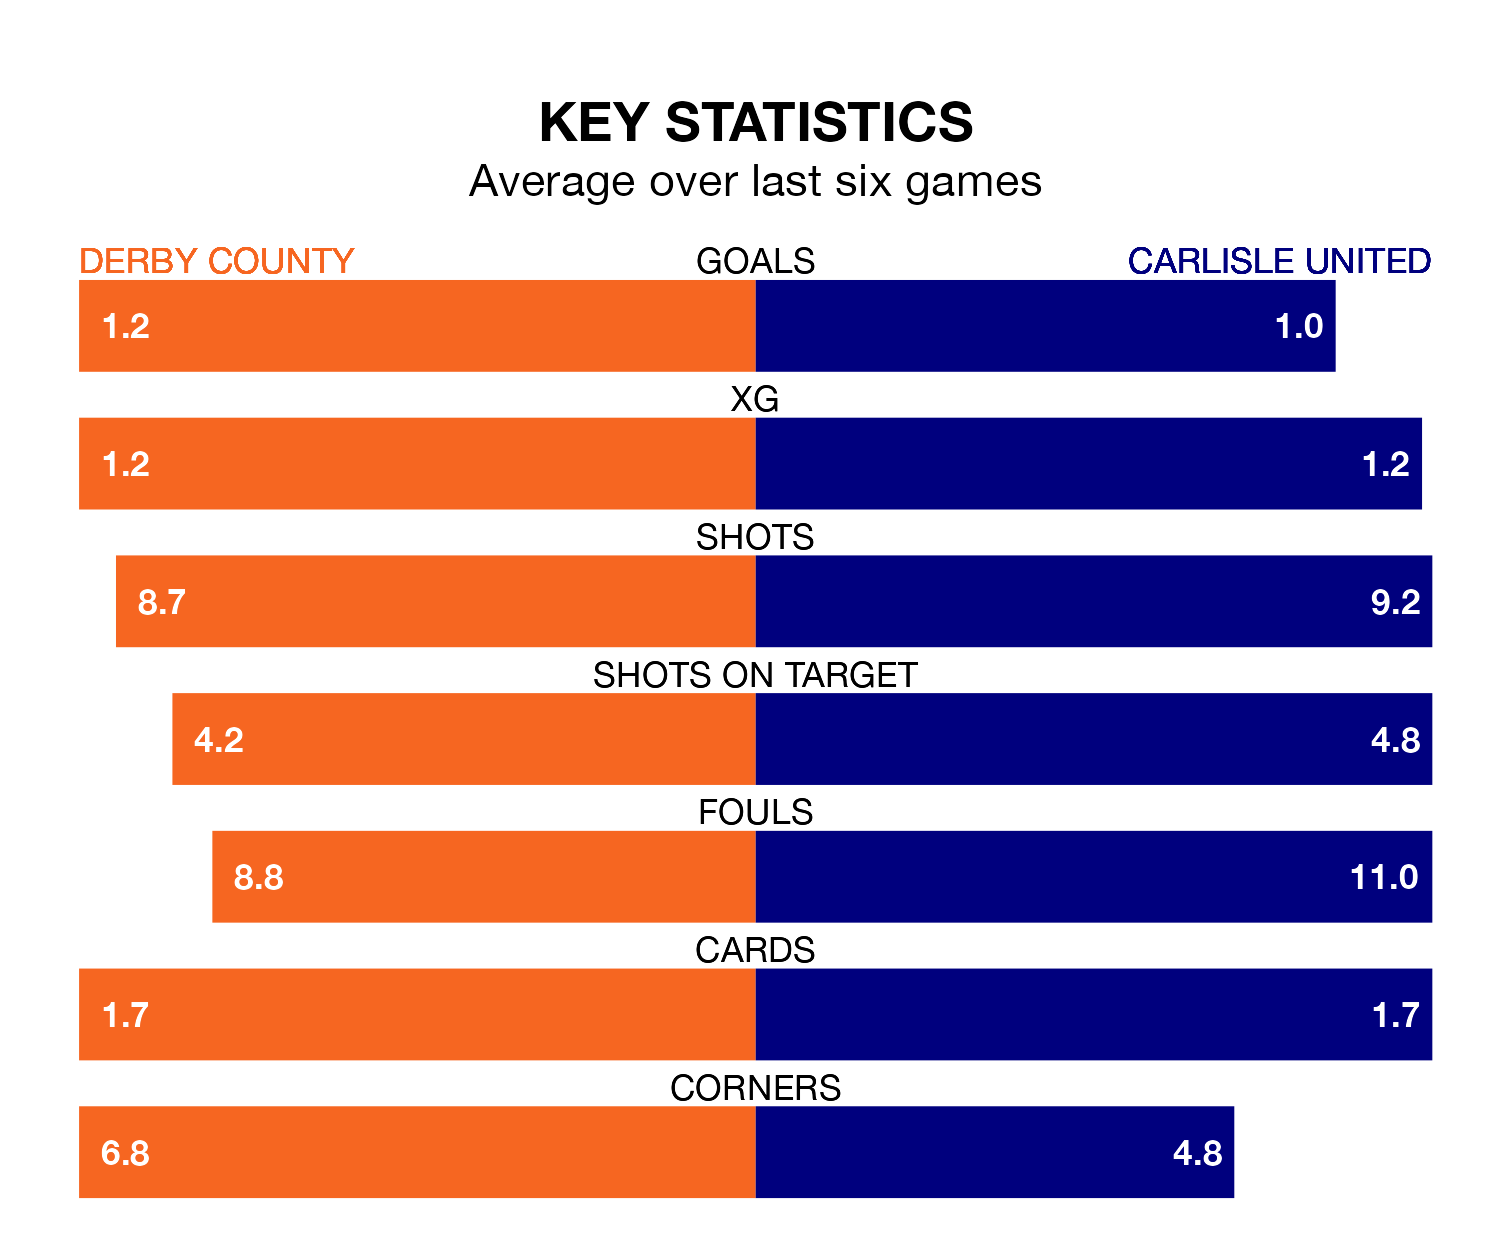 KEY STATISTICS
Average over last six games
DERBY COUNTY GOALS CARLISLE UNITED
1.2 1.0
XG
1.2 1.2
SHOTS
8.7 9.2
SHOTS ON TARGET
4.2 4.8
FOULS
8.8 11.0
CARDS
1.7 1.7
CORNERS
6.8 4.8